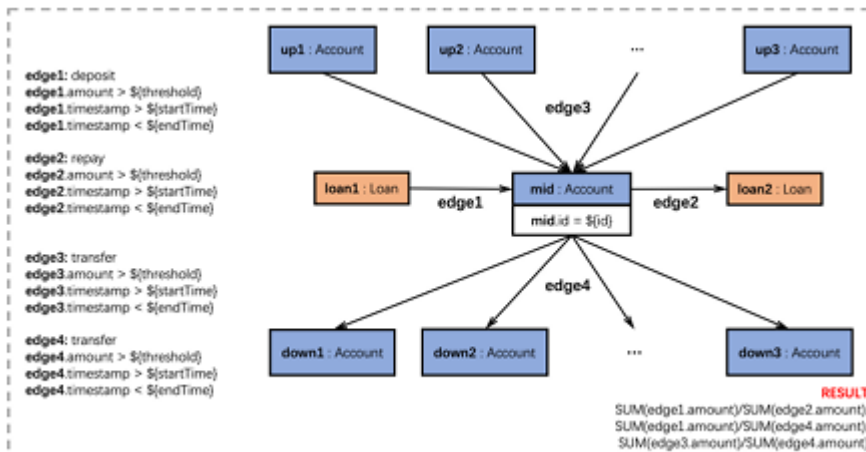 up1 : Account
up2 : Account
...
up3 : Account
edge1: deposit
edge1.amount > ${threshold}
edge1.timestamp > ${startTime}
edge1.timestamp < ${endTime}
edge3
edge2: repay
edge2.amount > ${threshold}
edge2.timestamp > ${startTime}
edge2.timestamp < ${endTime}
loan1 : Loan
edge1
mid : Account
mid.id = ${id}
edge2
loan2 : Loan
edge3: transfer
edge3.amount > ${threshold}
edge3.timestamp > ${startTime}
edge3.timestamp < ${endTime}
edge4
edge4: transfer
edge4.amount > ${threshold}
edge4.timestamp > ${startTime}
edge4.timestamp < ${endTime}
down1 : Account
down2 : Account
...
down3 : Account
RESULT
SUM(edge1.amount)/SUM(edge2.amount)
SUM(edge1.amount)/SUM(edge4.amount)
SUM(edge3.amount)/SUM(edge4.amount)